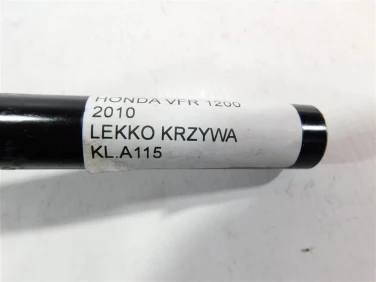 HONDA VFR 1200
2010
LEKKO KRZYWA
KL.A115